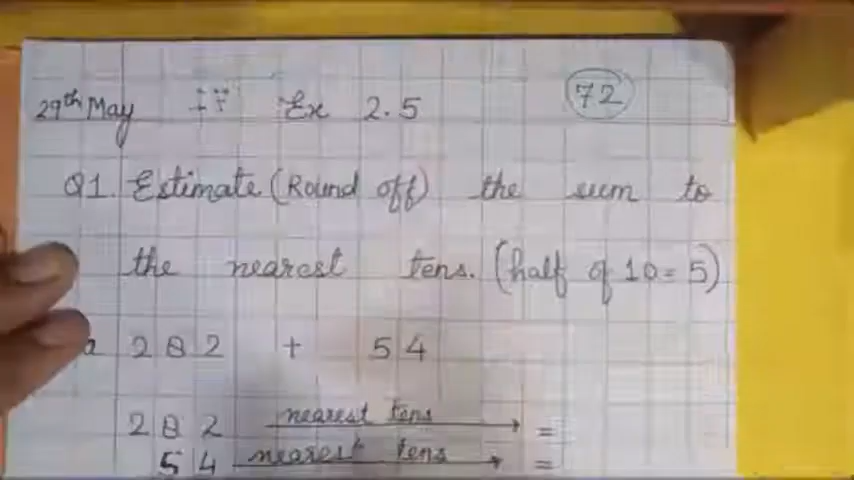 29th May Ex 2.5 72
Q1. Estimate (Round off) the sum to
the nearest tens. (half of 10 = 5)
a 282 + 54
282 nearest tens → =
54 nearest tens → =